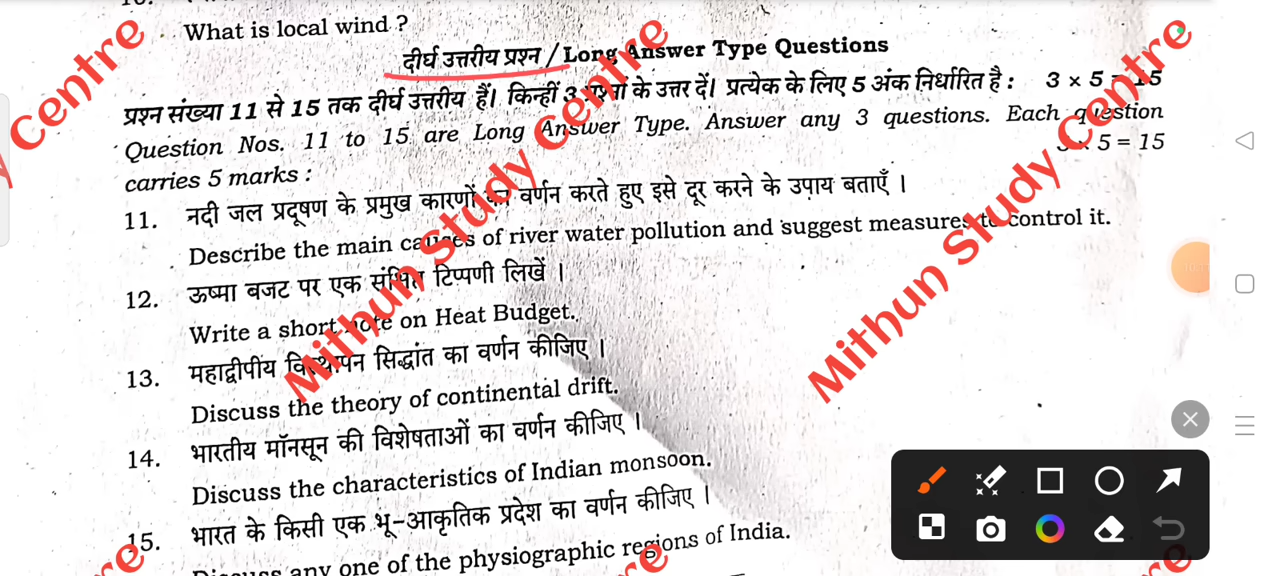 What is local wind ?
दीर्घ उत्तरीय प्रश्न / Long Answer Type Questions
प्रश्न संख्या 11 से 15 तक दीर्घ उत्तरीय हैं। किन्हीं 3 प्रश्नों के उत्तर दें। प्रत्येक के लिए 5 अंक निर्धारित है : 3 × 5 = 15
Question Nos. 11 to 15 are Long Answer Type. Answer any 3 questions. Each question
carries 5 marks : 3 × 5 = 15
11. नदी जल प्रदूषण के प्रमुख कारणों का वर्णन करते हुए इसे दूर करने के उपाय बताएँ ।
Describe the main causes of river water pollution and suggest measures to control it.
12. ऊष्मा बजट पर एक संक्षिप्त टिप्पणी लिखें ।
Write a short note on Heat Budget.
13. महाद्वीपीय विस्थापन सिद्धांत का वर्णन कीजिए ।
Discuss the theory of continental drift.
14. भारतीय मॉनसून की विशेषताओं का वर्णन कीजिए ।
Discuss the characteristics of Indian monsoon.
15. भारत के किसी एक भू-आकृतिक प्रदेश का वर्णन कीजिए ।
Discuss any one of the physiographic regions of India.
Centre
Mithun Study Centre
Mithun Study Centre